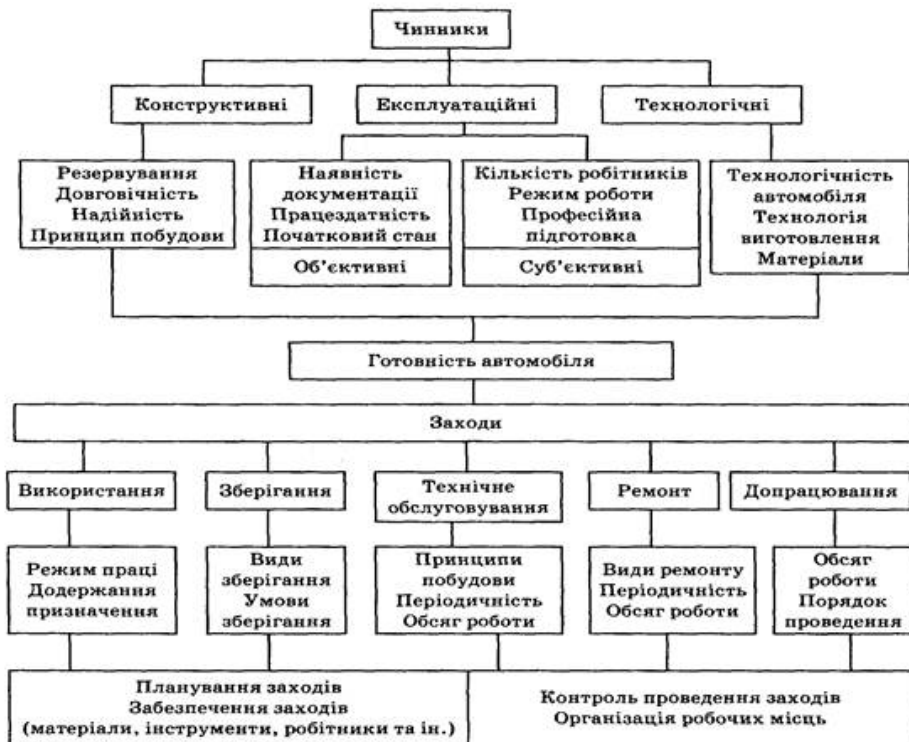 Чинники
Конструктивні
Експлуатаційні
Технологічні
Резервування
Довговічність
Надійність
Принцип побудови
Наявність
документації
Працездатність
Початковий стан
Об’єктивні
Кількість робітників
Режим роботи
Професійна
підготовка
Суб’єктивні
Технологічність
автомобіля
Технологія
виготовлення
Матеріали
Готовність автомобіля
Заходи
Використання
Зберігання
Технічне
обслуговування
Ремонт
Допрацювання
Режим праці
Додержання
призначення
Види
зберігання
Умови
зберігання
Принципи
побудови
Періодичність
Обсяг роботи
Види ремонту
Періодичність
Обсяг роботи
Обсяг
роботи
Порядок
проведення
Планування заходів
Забезпечення заходів
(матеріали, інструменти, робітники та ін.)
Контроль проведення заходів
Організація робочих місць